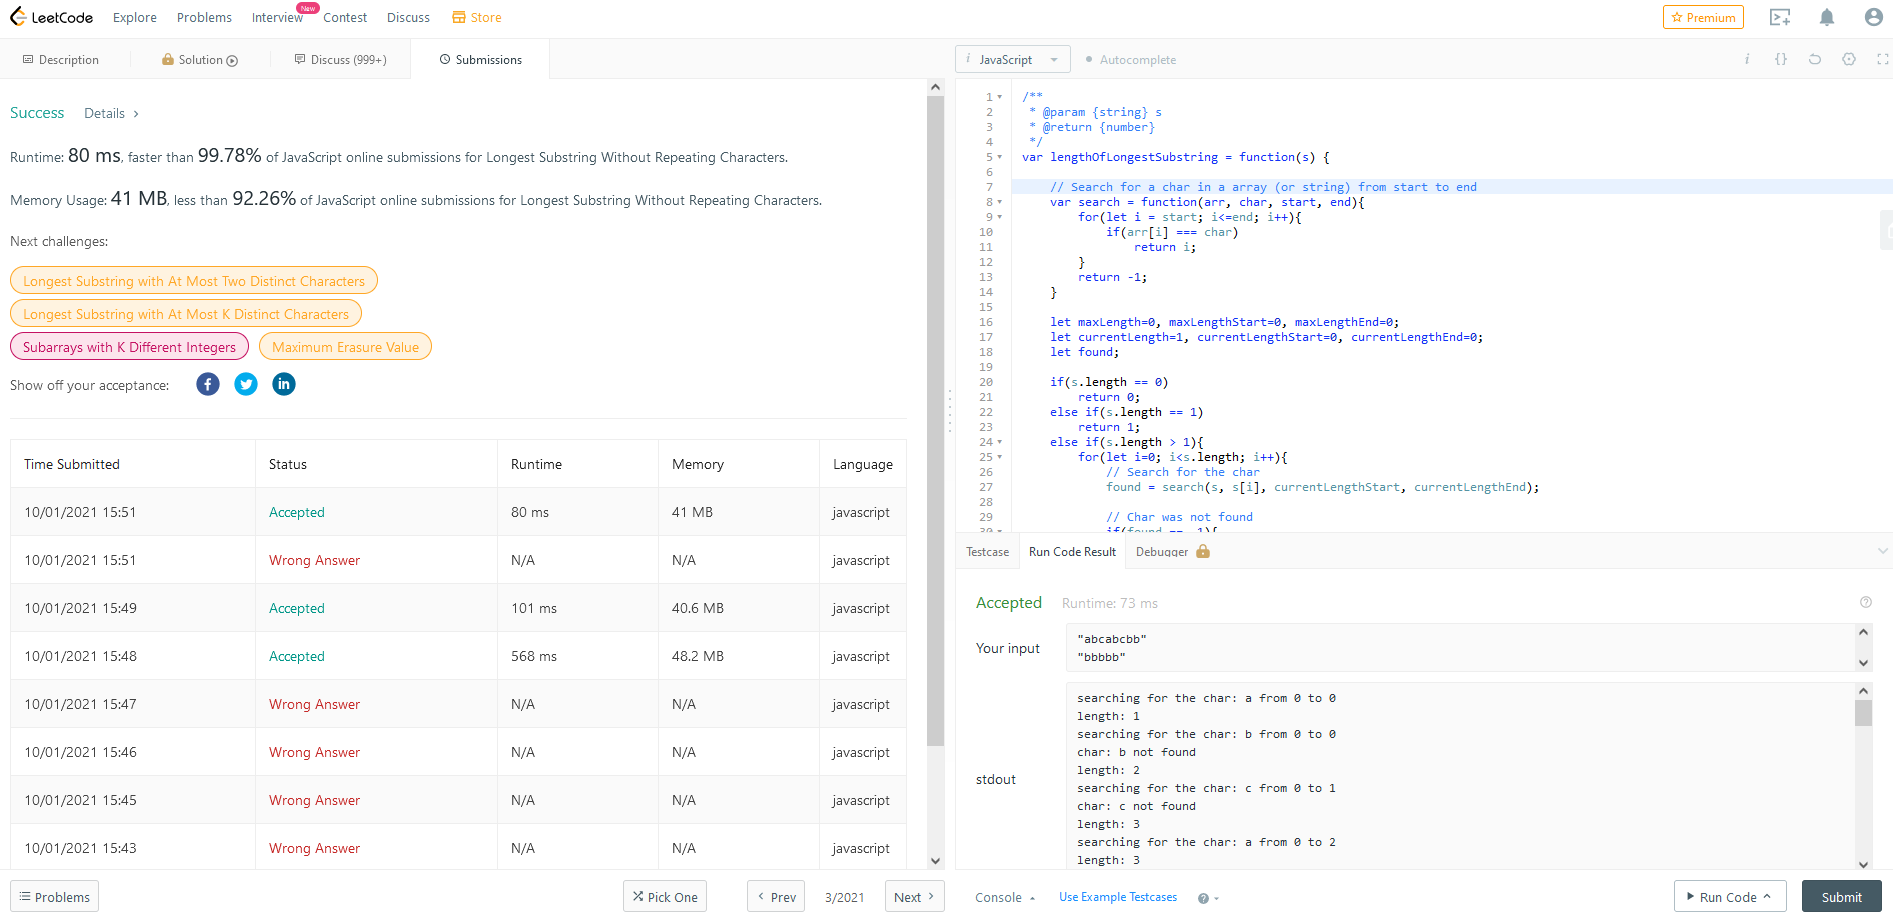 LeetCode Explore Problems Interview New Contest Discuss Store Premium
Description Solution Discuss (999+) Submissions
Success Details >
Runtime: 80 ms, faster than 99.78% of JavaScript online submissions for Longest Substring Without Repeating Characters.
Memory Usage: 41 MB, less than 92.26% of JavaScript online submissions for Longest Substring Without Repeating Characters.
Next challenges:
Longest Substring with At Most Two Distinct Characters
Longest Substring with At Most K Distinct Characters
Subarrays with K Different Integers Maximum Erasure Value
Show off your acceptance:
Time Submitted Status Runtime Memory Language
10/01/2021 15:51 Accepted 80 ms 41 MB javascript
10/01/2021 15:51 Wrong Answer N/A N/A javascript
10/01/2021 15:49 Accepted 101 ms 40.6 MB javascript
10/01/2021 15:48 Accepted 568 ms 48.2 MB javascript
10/01/2021 15:47 Wrong Answer N/A N/A javascript
10/01/2021 15:46 Wrong Answer N/A N/A javascript
10/01/2021 15:45 Wrong Answer N/A N/A javascript
10/01/2021 15:43 Wrong Answer N/A N/A javascript
Problems Pick One < Prev 3/2021 Next >
i JavaScript Autocomplete i {}
1 /**
2 * @param {string} s
3 * @return {number}
4 */
5 var lengthOfLongestSubstring = function(s) {
6
7 // Search for a char in a array (or string) from start to end
8 var search = function(arr, char, start, end){
9 for(let i = start; i<=end; i++){
10 if(arr[i] === char)
11 return i;
12 }
13 return -1;
14 }
15
16 let maxLength=0, maxLengthStart=0, maxLengthEnd=0;
17 let currentLength=1, currentLengthStart=0, currentLengthEnd=0;
18 let found;
19
20 if(s.length == 0)
21 return 0;
22 else if(s.length == 1)
23 return 1;
24 else if(s.length > 1){
25 for(let i=0; i<s.length; i++){
26 // Search for the char
27 found = search(s, s[i], currentLengthStart, currentLengthEnd);
28
29 // Char was not found
30 if(found == -1){
Testcase Run Code Result Debugger
Accepted Runtime: 73 ms
Your input
"abcabcbb"
"bbbbb"
stdout
searching for the char: a from 0 to 0
length: 1
searching for the char: b from 0 to 0
char: b not found
length: 2
searching for the char: c from 0 to 1
char: c not found
length: 3
searching for the char: a from 0 to 2
length: 3
Console Use Example Testcases ? Run Code Submit